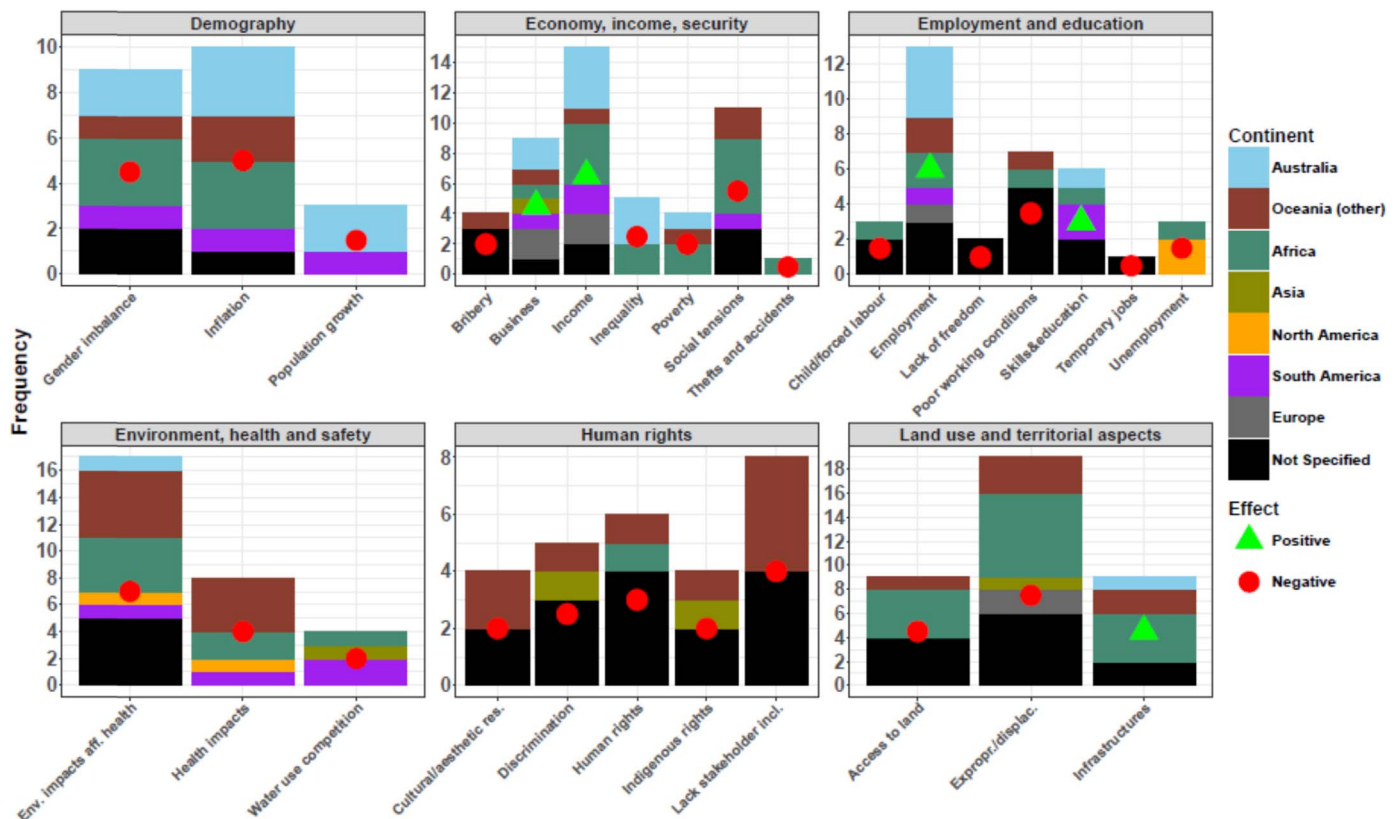 Demography
Economy, income, security
Employment and education
10
8
6
4
2
0
14
12
10
8
6
4
2
0
12
10
8
6
4
2
0
Gender imbalance
Inflation
Population growth
Bribery
Business
Income
Inequality
Poverty
Social tensions
Thefts and accidents
Child/forced labour
Employment
Lack of freedom
Poor working conditions
Skills&education
Temporary jobs
Unemployment
Frequency
Environment, health and safety
Human rights
Land use and territorial aspects
16
14
12
10
8
6
4
2
0
8
6
4
2
0
18
16
14
12
10
9
8
6
4
2
0
Env. impacts aff. health
Health impacts
Water use competition
Cultural/aesthetic res.
Discrimination
Human rights
Indigenous rights
Lack stakeholder incl.
Access to land
Expropr./displac.
Infrastructures
Continent
Australia
Oceania (other)
Africa
Asia
North America
South America
Europe
Not Specified
Effect
Positive
Negative